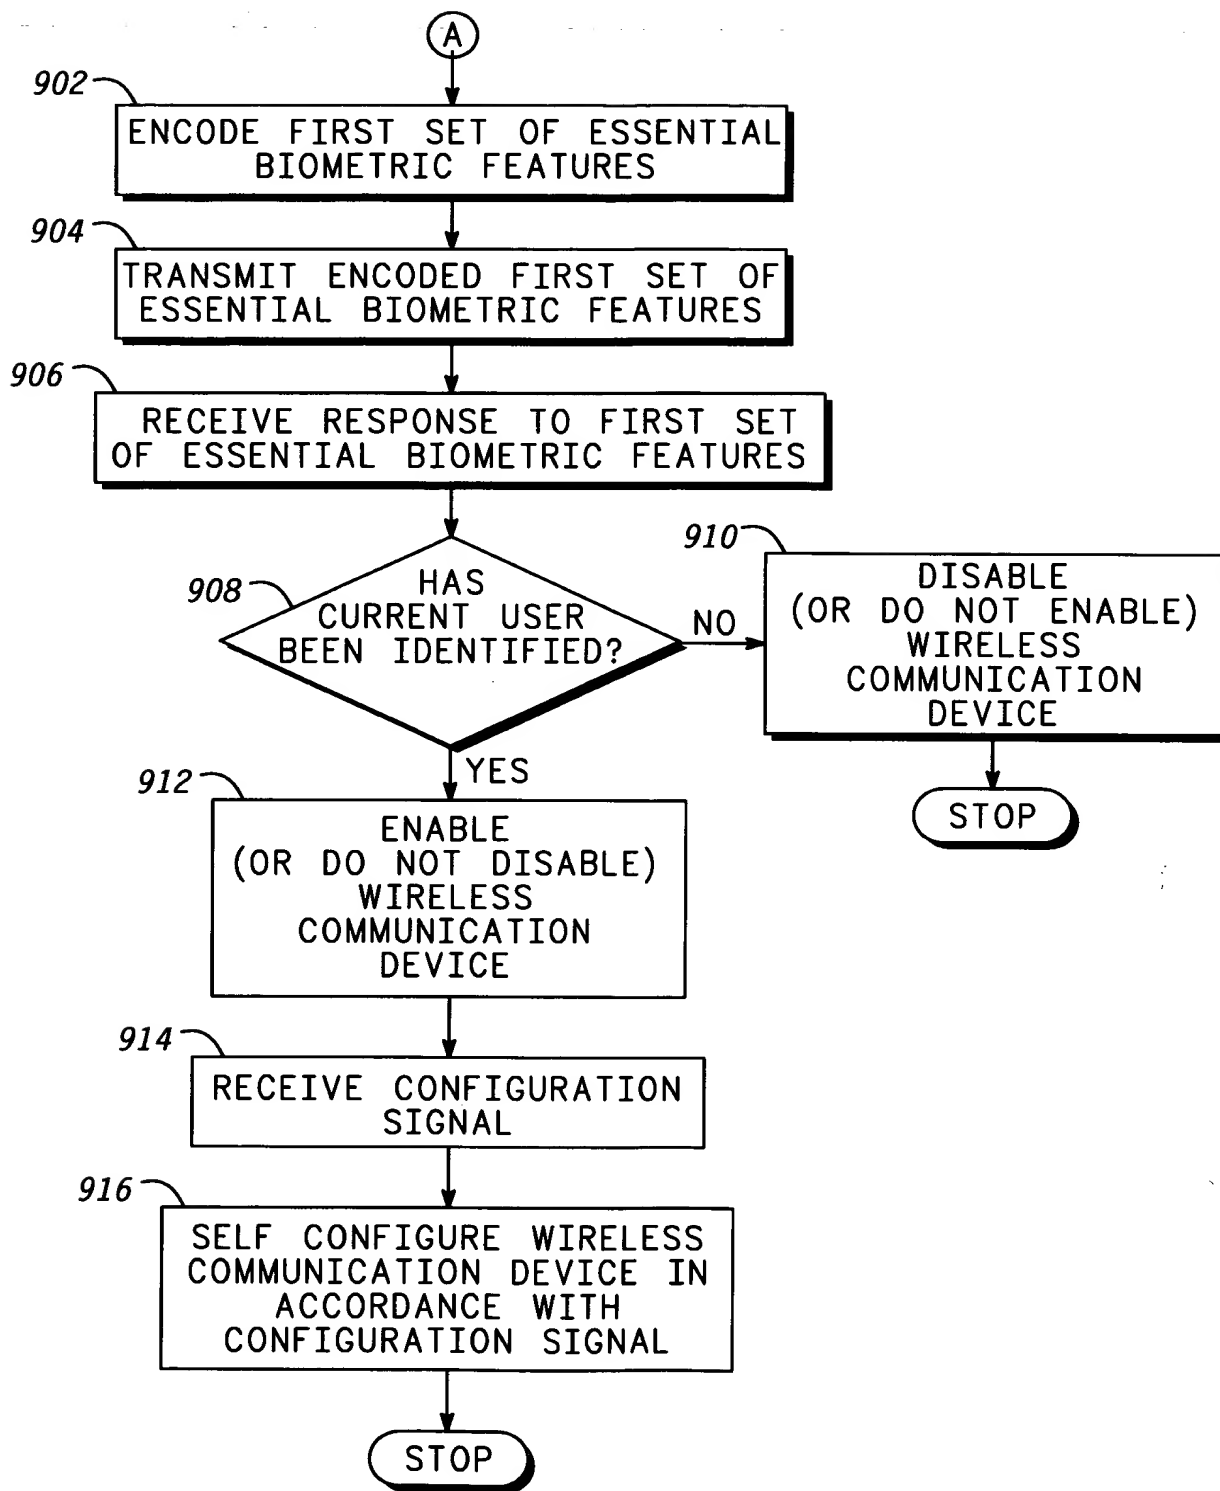 A
902
ENCODE FIRST SET OF ESSENTIAL
BIOMETRIC FEATURES
904
TRANSMIT ENCODED FIRST SET OF
ESSENTIAL BIOMETRIC FEATURES
906
RECEIVE RESPONSE TO FIRST SET
OF ESSENTIAL BIOMETRIC FEATURES
908
HAS
CURRENT USER
BEEN IDENTIFIED?
NO
910
DISABLE
(OR DO NOT ENABLE)
WIRELESS
COMMUNICATION
DEVICE
STOP
YES
912
ENABLE
(OR DO NOT DISABLE)
WIRELESS
COMMUNICATION
DEVICE
914
RECEIVE CONFIGURATION
SIGNAL
916
SELF CONFIGURE WIRELESS
COMMUNICATION DEVICE IN
ACCORDANCE WITH
CONFIGURATION SIGNAL
STOP